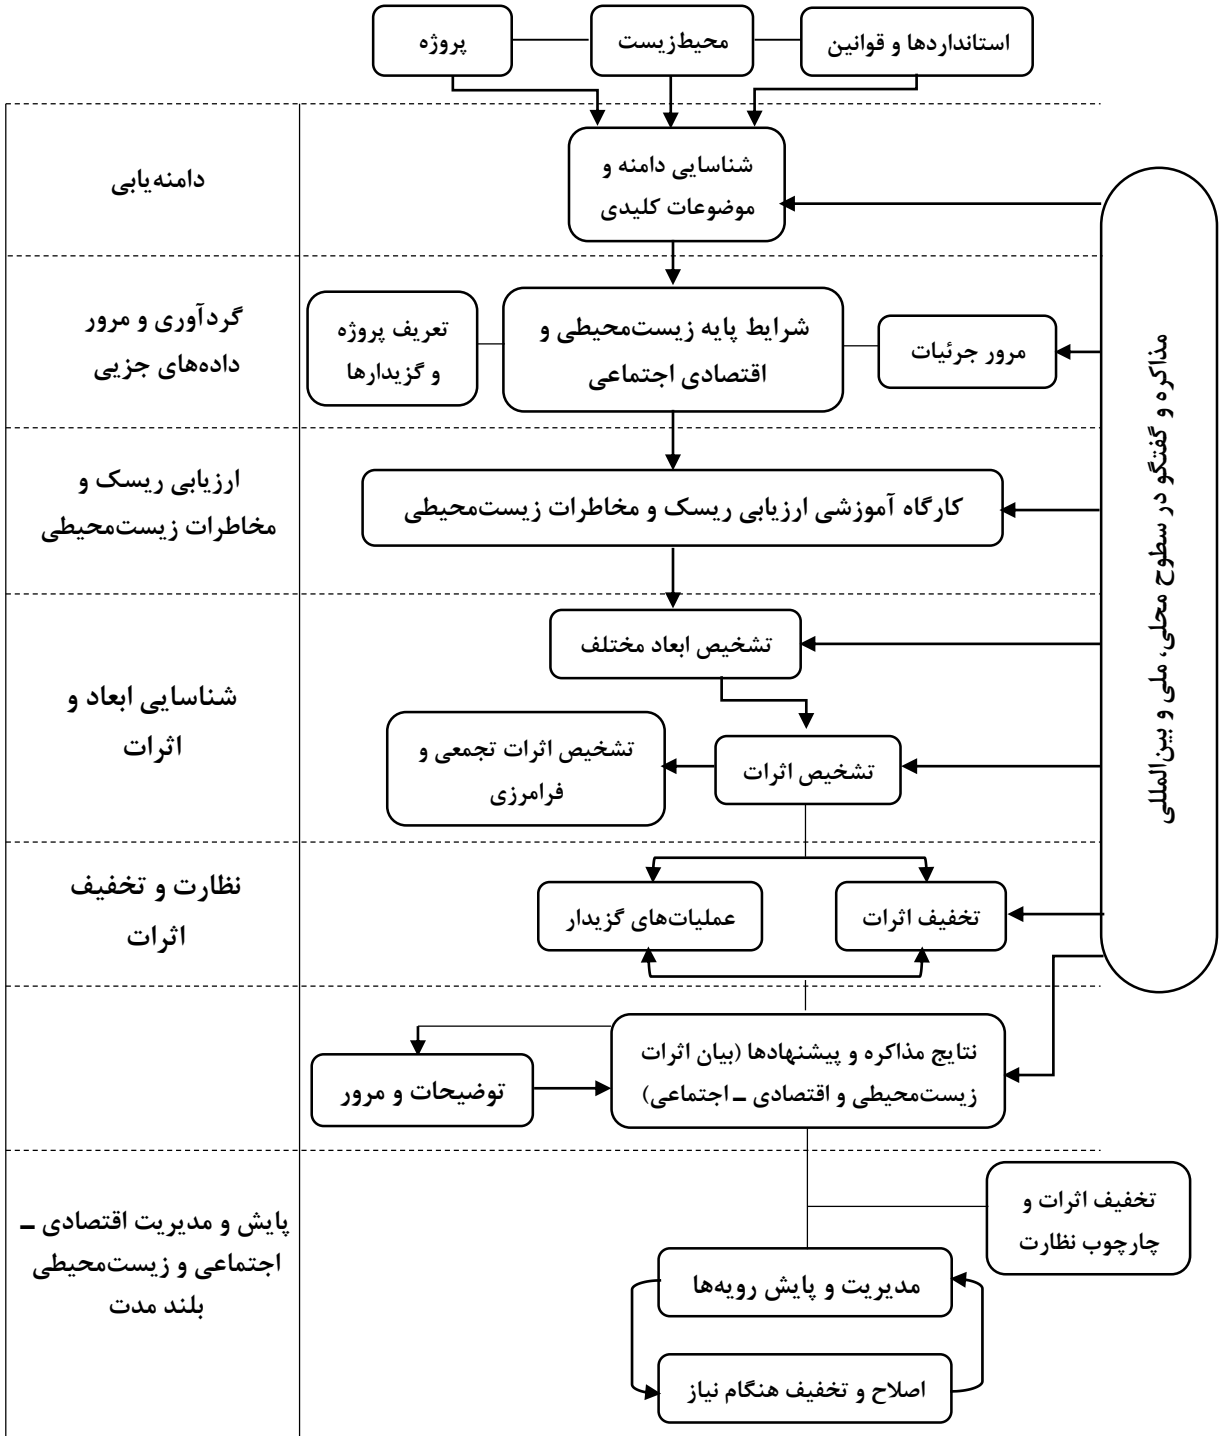 استانداردها و قوانین
محیط‌زیست
پروژه
دامنه‌یابی
شناسایی دامنه و
موضوعات کلیدی
مذاکره و گفتگو در سطوح محلی، ملی و بین‌المللی
گردآوری و مرور
داده‌های جزیی
مرور جرئیات
شرایط پایه زیست‌محیطی و
اقتصادی اجتماعی
تعریف پروژه
و گزیدارها
ارزیابی ریسک و
مخاطرات زیست‌محیطی
کارگاه آموزشی ارزیابی ریسک و مخاطرات زیست‌محیطی
شناسایی ابعاد و
اثرات
تشخیص ابعاد مختلف
تشخیص اثرات
تشخیص اثرات تجمعی و
فرامرزی
نظارت و تخفیف
اثرات
تخفیف اثرات
عملیات‌های گزیدار
نتایج مذاکره و پیشنهادها (بیان اثرات
زیست‌محیطی و اقتصادی ـ اجتماعی)
توضیحات و مرور
پایش و مدیریت اقتصادی ـ
اجتماعی و زیست‌محیطی
بلند مدت
تخفیف اثرات و
چارچوب نظارت
مدیریت و پایش رویه‌ها
اصلاح و تخفیف هنگام نیاز